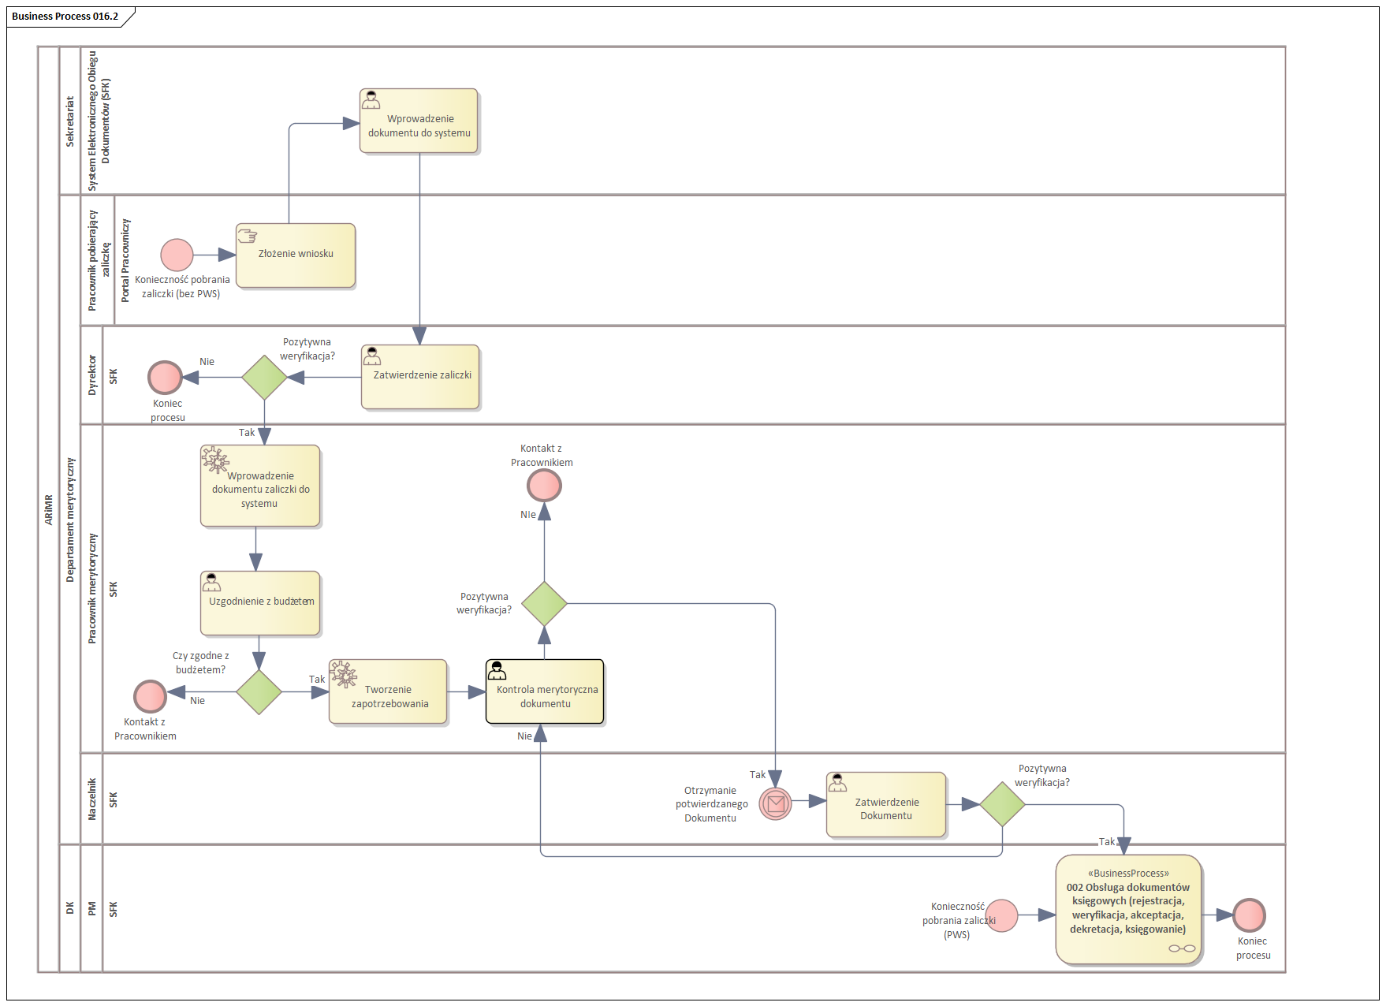 Business Process 016.2
ARiMR
Sekretariat
System Elektronicznego Obiegu
Dokumentów (SFK)
Wprowadzenie
dokumentu do systemu
Departament merytoryczny
Pracownik pobierający
zaliczkę
Portal Pracowniczy
Konieczność pobrania
zaliczki (bez PWS)
Złożenie wniosku
Dyrektor
SFK
Koniec
procesu
Nie
Pozytywna
weryfikacja?
Zatwierdzenie zaliczki
Tak
Pracownik merytoryczny
SFK
Wprowadzenie
dokumentu zaliczki do
systemu
Uzgodnienie z budżetem
Czy zgodne z
budżetem?
Nie
Kontakt z
Pracownikiem
Tak
Tworzenie
zapotrzebowania
Kontrola merytoryczna
dokumentu
Pozytywna
weryfikacja?
NIe
Kontakt z
Pracownikiem
Nie
Naczelnik
SFK
Tak
Otrzymanie
potwierdzanego
Dokumentu
Zatwierdzenie
Dokumentu
Pozytywna
weryfikacja?
Tak
DK
PM
SFK
Konieczność
pobrania zaliczki
(PWS)
«BusinessProcess»
002 Obsługa dokumentów
księgowych (rejestracja,
weryfikacja, akceptacja,
dekretacja, księgowanie)
Koniec
procesu